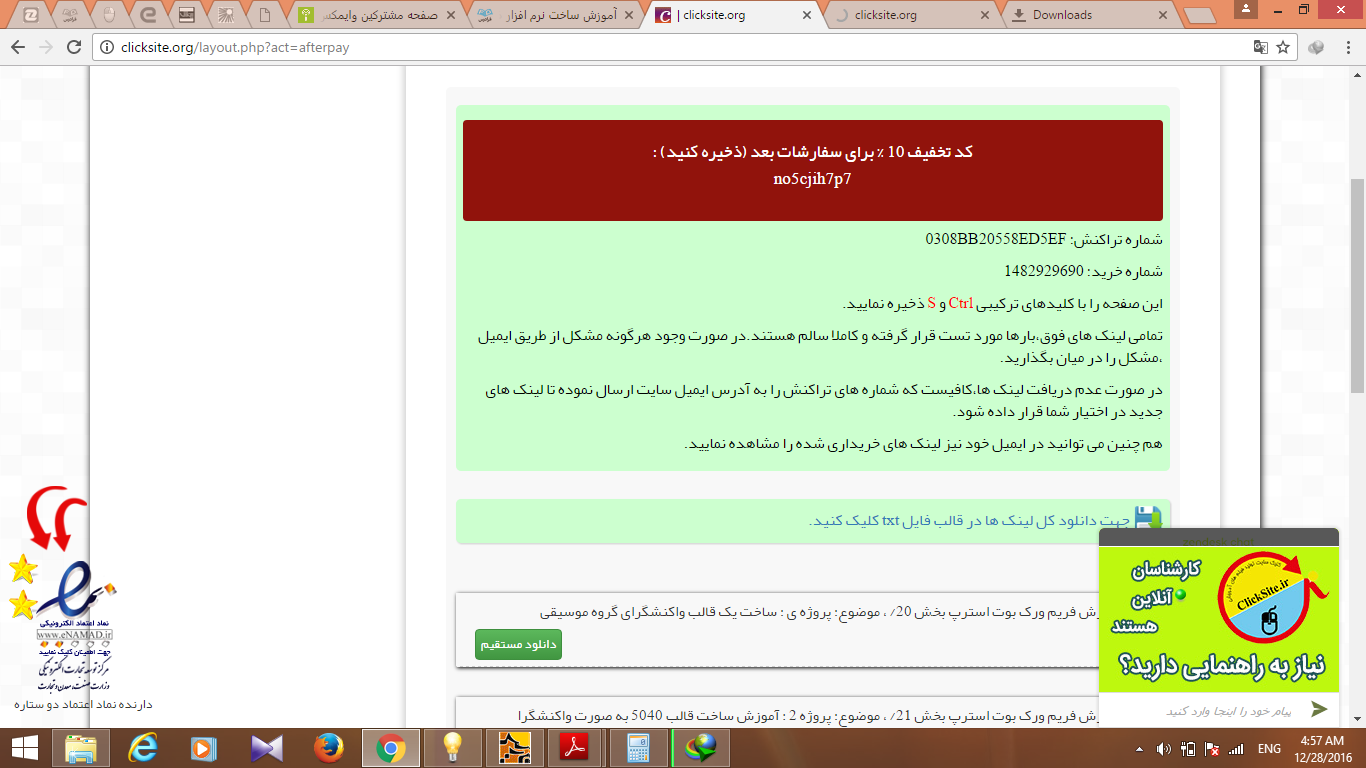 صفحه مشترکین وایمکس
آموزش ساخت نرم افزار
| clicksite.org
clicksite.org
Downloads
clicksite.org/layout.php?act=afterpay
کد تخفیف 10 ٪ برای سفارشات بعد (ذخیره کنید) :
no5cjih7p7
شماره تراکنش: 0308BB20558ED5EF
شماره خرید: 1482929690
این صفحه را با کلیدهای ترکیبی Ctrl و S ذخیره نمایید.
تمامی لینک های فوق،بارها مورد تست قرار گرفته و کاملا سالم هستند.در صورت وجود هرگونه مشکل از طریق ایمیل
،مشکل را در میان بگذارید.
در صورت عدم دریافت لینک ها،کافیست که شماره های تراکنش را به آدرس ایمیل سایت ارسال نموده تا لینک های
جدید در اختیار شما قرار داده شود.
هم چنین می توانید در ایمیل خود نیز لینک های خریداری شده را مشاهده نمایید.
جهت دانلود کل لینک ها در قالب فایل txt کلیک کنید.
رش فریم ورک بوت استرپ بخش 20٪ ، موضوع: پروژه ی : ساخت یک قالب واکنشگرای گروه موسیقی
دانلود مستقیم
رش فریم ورک بوت استرپ بخش 21٪ ، موضوع: پروژه 2 : آموزش ساخت قالب 5040 به صورت واکنشگرا
نماد اعتماد الکترونیکی
www.eNAMAD.ir
جهت اطمینان کلیک نمایید
مرکز توسعه تجارت الکترونیکی
وزارت صنعت، معدن و تجارت
دارنده نماد اعتماد دو ستاره
zendesk chat
کارشناسان
آنلاین
هستند
ClickSite.ir
نیاز به راهنمایی دارید؟
پیام خود را اینجا وارد کنید
ENG
4:57 AM
12/28/2016